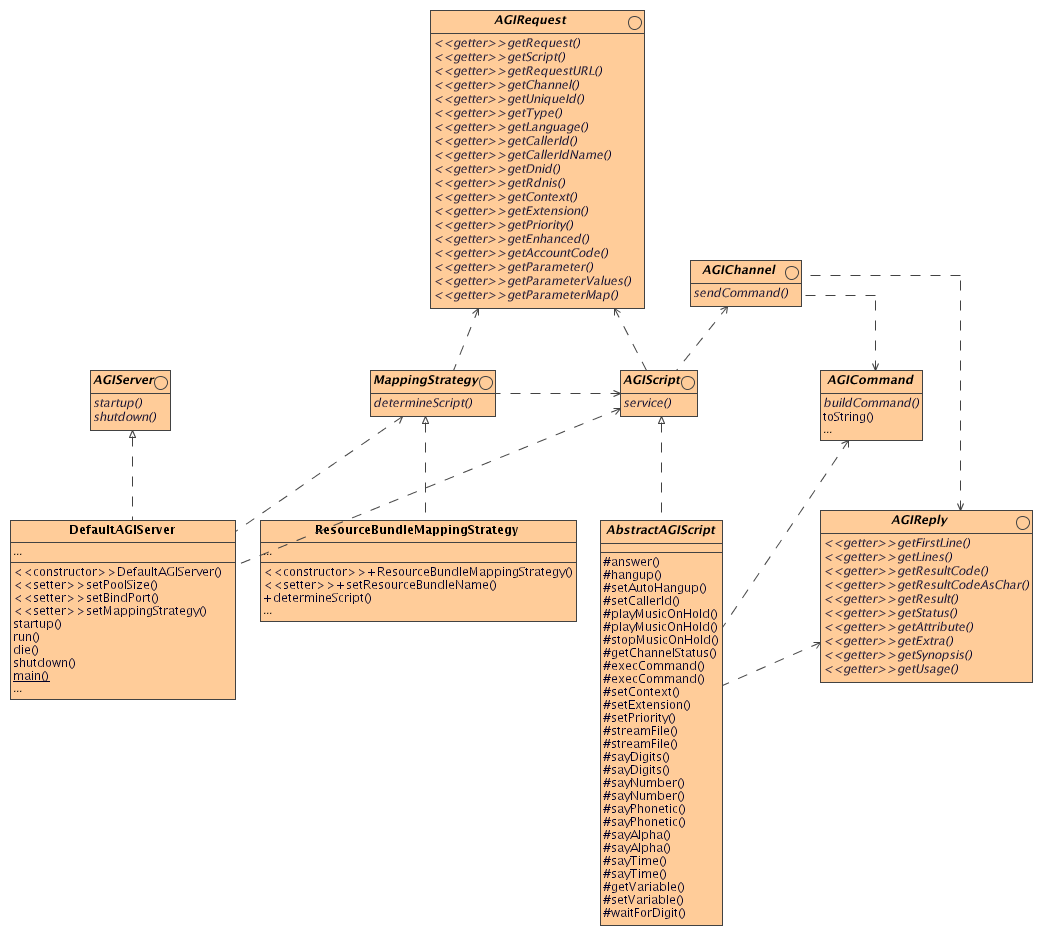 AGIRequest
<<getter>>getRequest()
<<getter>>getScript()
<<getter>>getRequestURL()
<<getter>>getChannel()
<<getter>>getUniqueId()
<<getter>>getType()
<<getter>>getLanguage()
<<getter>>getCallerId()
<<getter>>getCallerIdName()
<<getter>>getDnid()
<<getter>>getRdnis()
<<getter>>getContext()
<<getter>>getExtension()
<<getter>>getPriority()
<<getter>>getEnhanced()
<<getter>>getAccountCode()
<<getter>>getParameter()
<<getter>>getParameterValues()
<<getter>>getParameterMap()
AGIChannel
sendCommand()
AGIServer
startup()
shutdown()
MappingStrategy
determineScript()
AGIScript
service()
AGICommand
buildCommand()
toString()
...
DefaultAGIServer
...
<<constructor>>DefaultAGIServer()
<<setter>>setPoolSize()
<<setter>>setBindPort()
<<setter>>setMappingStrategy()
startup()
run()
die()
shutdown()
main()
...
ResourceBundleMappingStrategy
...
<<constructor>>+ResourceBundleMappingStrategy()
<<setter>>+setResourceBundleName()
+determineScript()
...
AbstractAGIScript
#answer()
#hangup()
#setAutoHangup()
#setCallerId()
#playMusicOnHold()
#playMusicOnHold()
#stopMusicOnHold()
#getChannelStatus()
#execCommand()
#execCommand()
#setContext()
#setExtension()
#setPriority()
#streamFile()
#streamFile()
#sayDigits()
#sayDigits()
#sayNumber()
#sayNumber()
#sayPhonetic()
#sayPhonetic()
#sayAlpha()
#sayAlpha()
#sayTime()
#sayTime()
#getVariable()
#setVariable()
#waitForDigit()
AGIReply
<<getter>>getFirstLine()
<<getter>>getLines()
<<getter>>getResultCode()
<<getter>>getResultCodeAsChar()
<<getter>>getResult()
<<getter>>getStatus()
<<getter>>getAttribute()
<<getter>>getExtra()
<<getter>>getSynopsis()
<<getter>>getUsage()